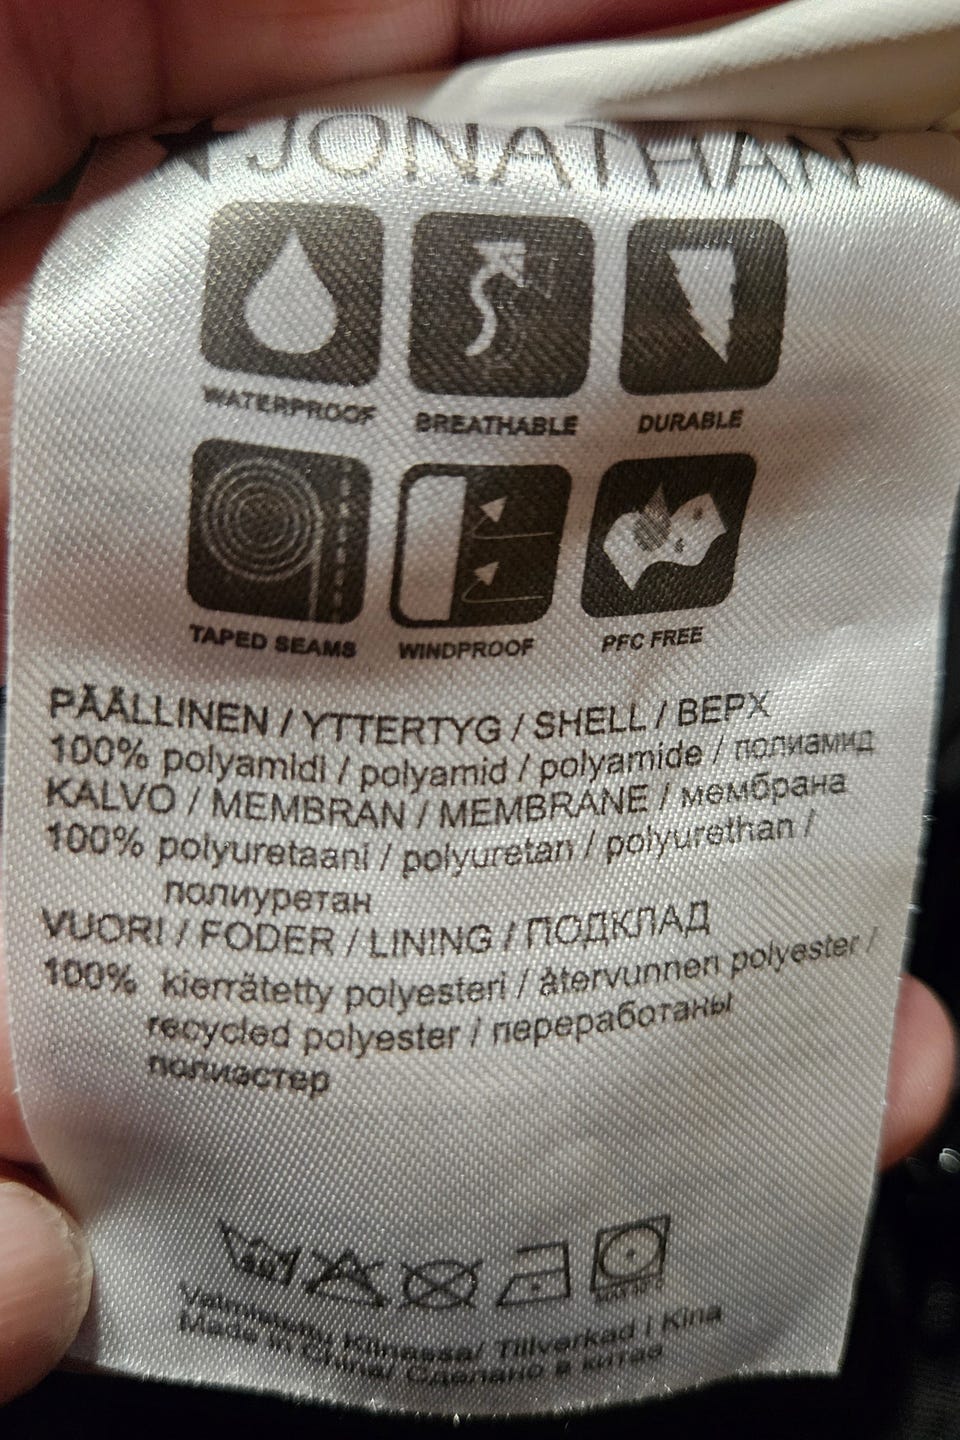 JONATHAN
WATERPROOF
BREATHABLE
DURABLE
TAPED SEAMS
WINDPROOF
PFC FREE
PÄÄLLINEN / YTTERTYG / SHELL / ВЕРХ
100% polyamidi / polyamid / polyamide / полиамид
KALVO / MEMBRAN / MEMBRANE / мембрана
100% polyuretaani / polyuretan / polyurethan /
полиуретан
VUORI / FODER / LINING / ПОДКЛАД
100% kierrätetty polyesteri / återvunnen polyester /
recycled polyester / переработаны
полиэстер
Valmistettu Kiinassa/ Tillverkad i Kina
Made in China/ Сделано в китае